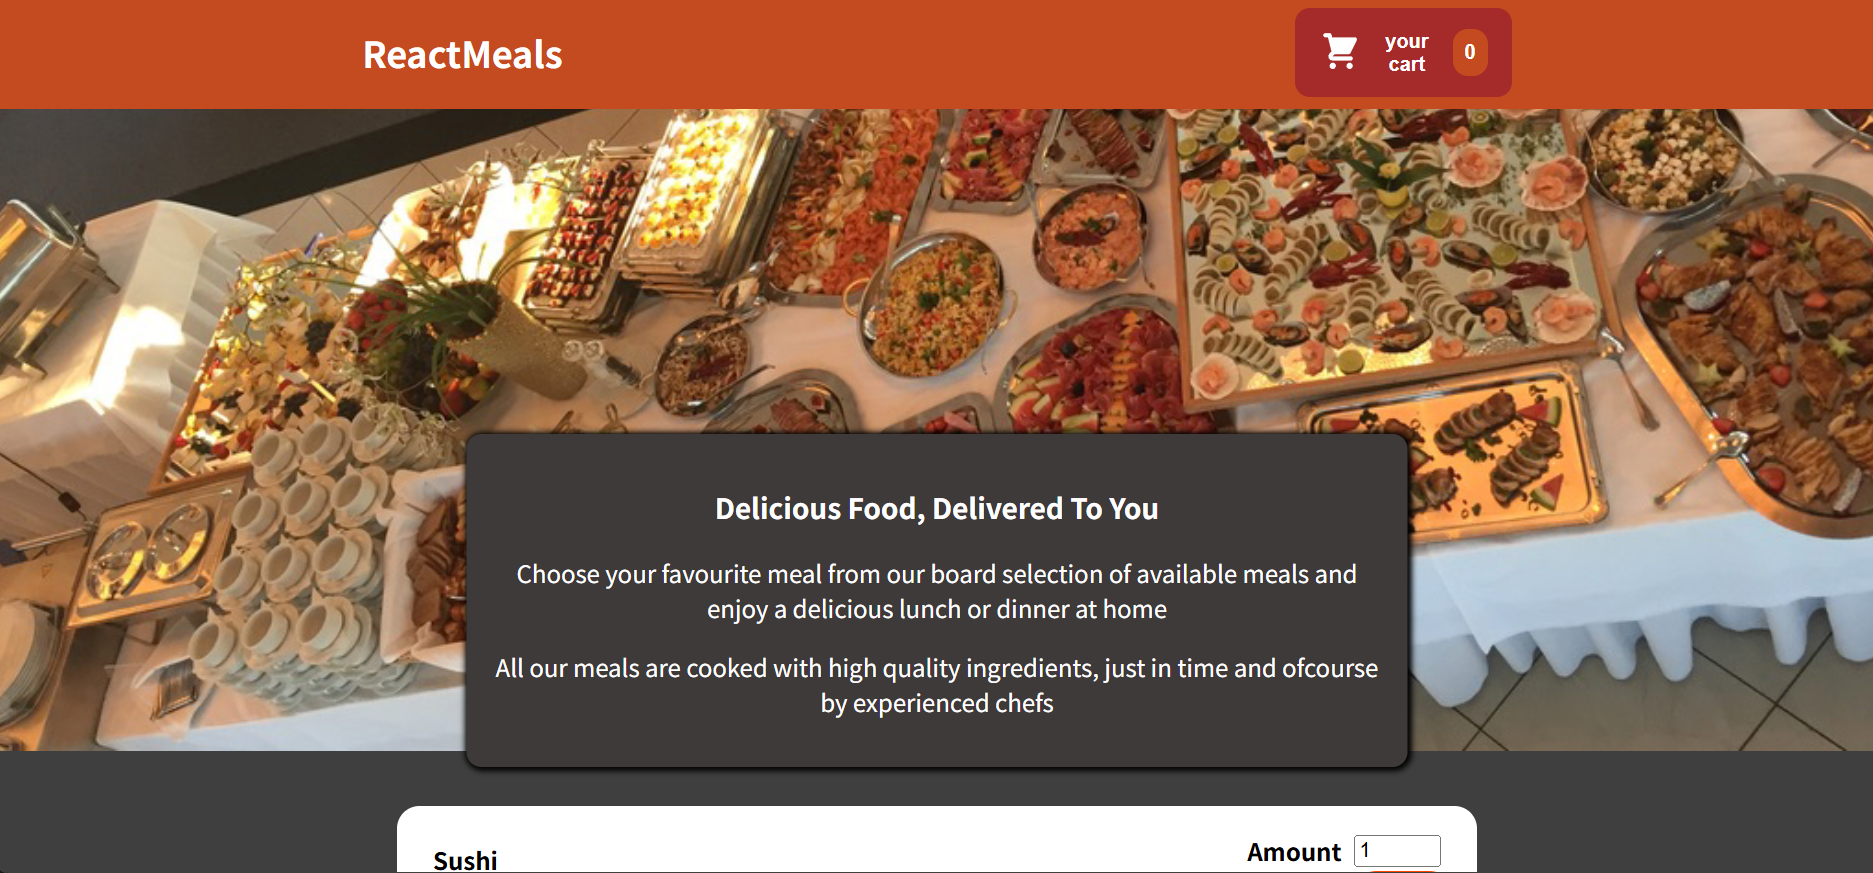 ReactMeals
your
cart
0
Delicious Food, Delivered To You
Choose your favourite meal from our board selection of available meals and
enjoy a delicious lunch or dinner at home
All our meals are cooked with high quality ingredients, just in time and ofcourse
by experienced chefs
Sushi
Amount 1